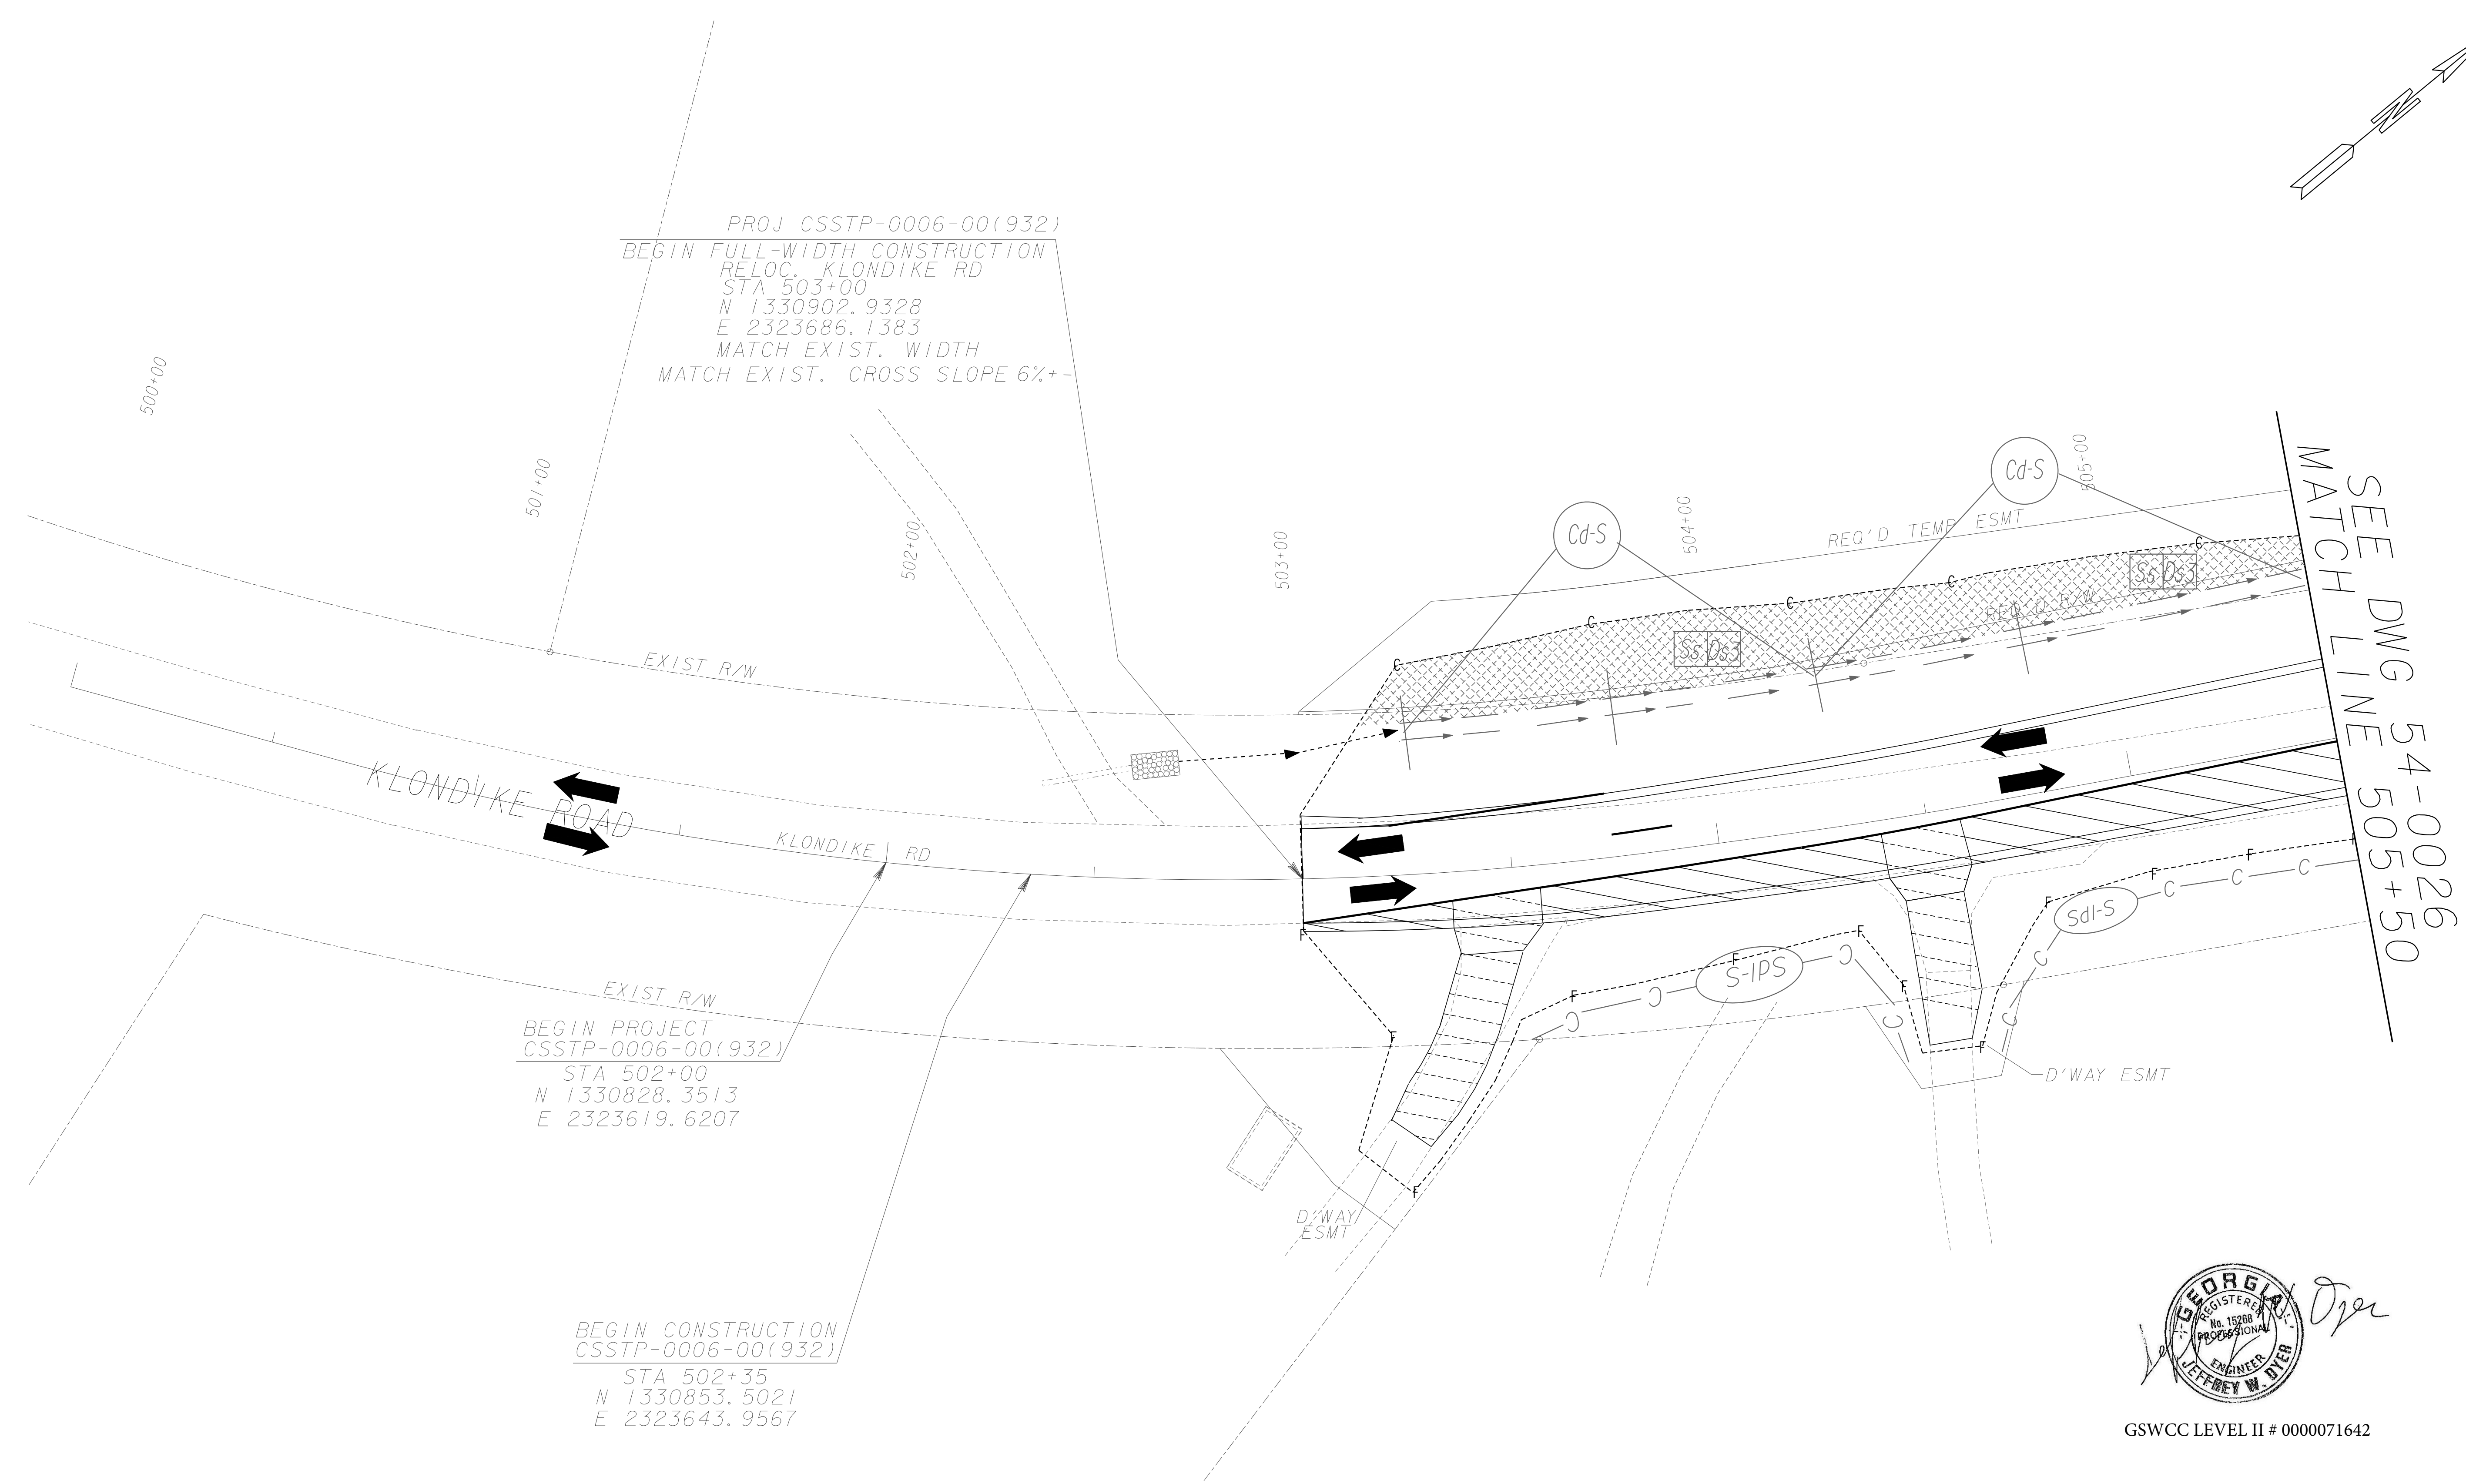 PROJ CSSTP-0006-00(932)
BEGIN FULL-WIDTH CONSTRUCTION
RELOC. KLONDIKE RD
STA 503+00
N 1330902.9328
E 2323686.1383
MATCH EXIST. WIDTH
MATCH EXIST. CROSS SLOPE 6%+-
N
500+00
501+00
502+00
503+00
504+00
505+00
Cd-S
Cd-S
REQ'D TEMP ESMT
REQ'D R/W
Ss Ds3
Ss Ds3
C
C
C
C
C
SEE DWG 54-0026
MATCH LINE 505+50
EXIST R/W
KLONDIKE ROAD
KLONDIKE RD
EXIST R/W
BEGIN PROJECT
CSSTP-0006-00(932)
STA 502+00
N 1330828.3513
E 2323619.6207
BEGIN CONSTRUCTION
CSSTP-0006-00(932)
STA 502+35
N 1330853.5021
E 2323643.9567
F
F
F
F
F
F
F
F
F
F
F
F
C
C
C
C
C
C
C
C
C
S-IPS
Sd1-S
D'WAY ESMT
D'WAY
ESMT
GEORGIA
REGISTERED
No. 15268
PROFESSIONAL
ENGINEER
JEFFREY W. DYER
GSWCC LEVEL II # 0000071642